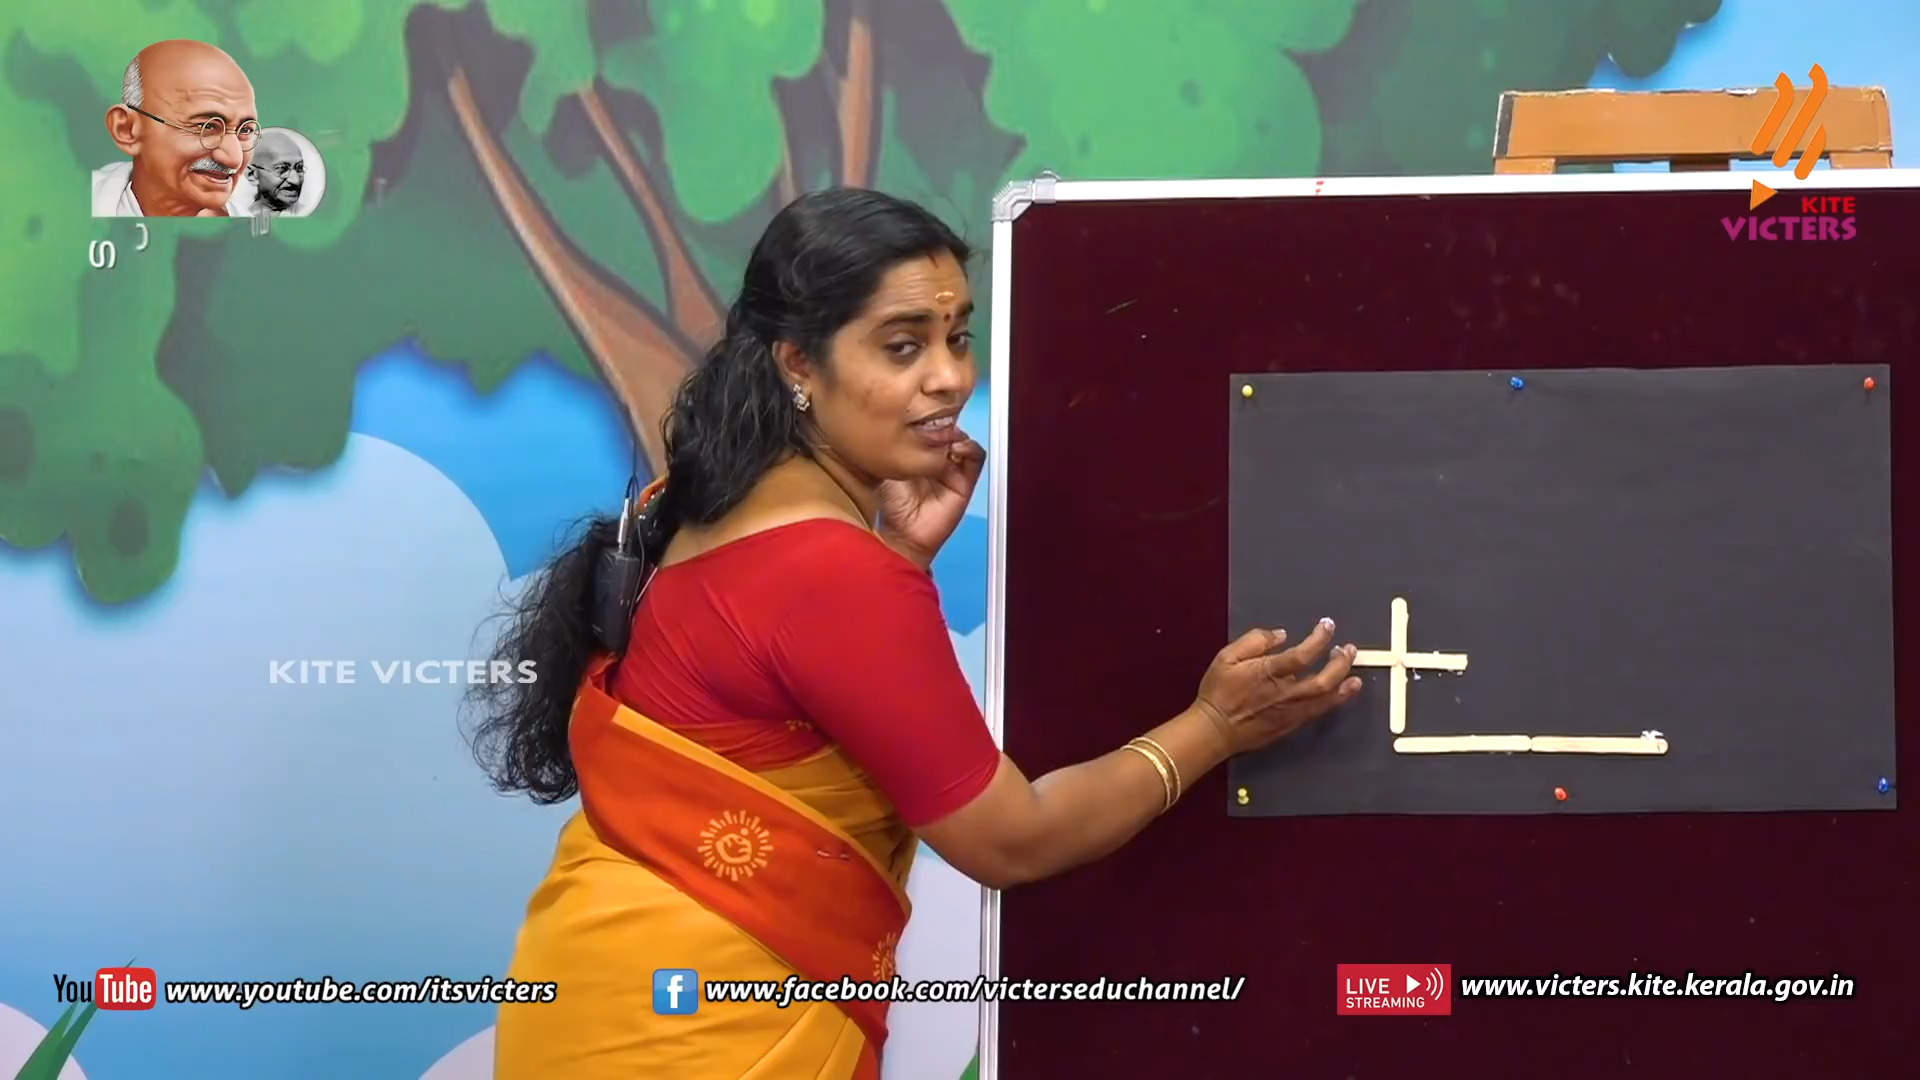 KITE
VICTERS
KITE VICTERS
YouTube www.youtube.com/itsvicters
f www.facebook.com/victerseduchannel/
LIVE
STREAMING
www.victers.kite.kerala.gov.in